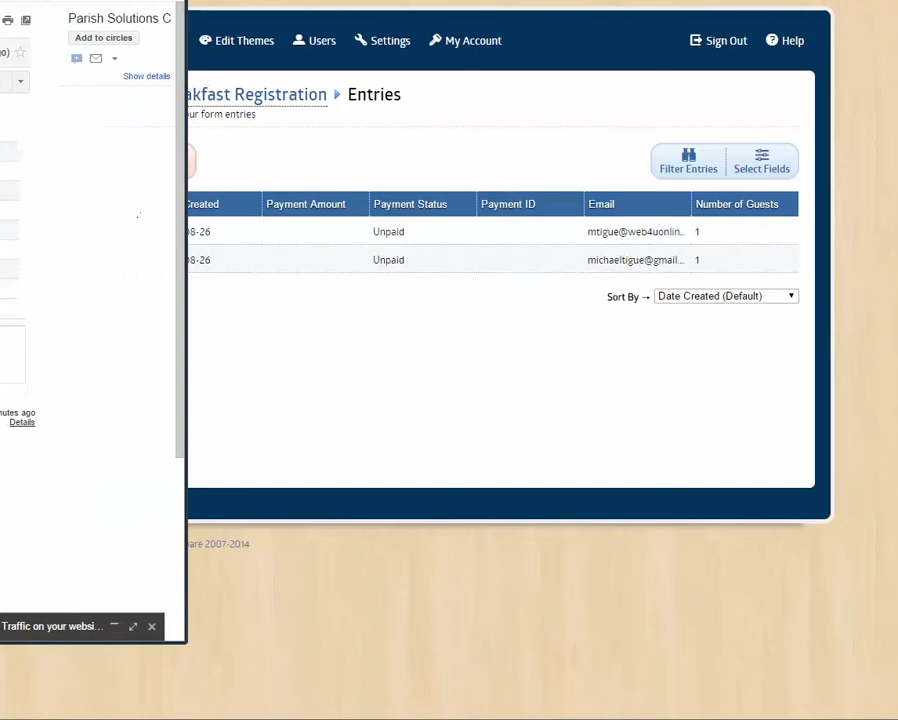 Parish Solutions C
Add to circles
Show details
Edit Themes
Users
Settings
My Account
Sign Out
Help
akfast Registration
Entries
ur form entries
Filter Entries
Select Fields
Created Payment Amount Payment Status Payment ID Email Number of Guests
08-26 Unpaid mtigue@web4uonlin... 1
08-26 Unpaid michaeltigue@gmail... 1
Sort By → Date Created (Default)
nutes ago
Details
are 2007-2014
Traffic on your websi...